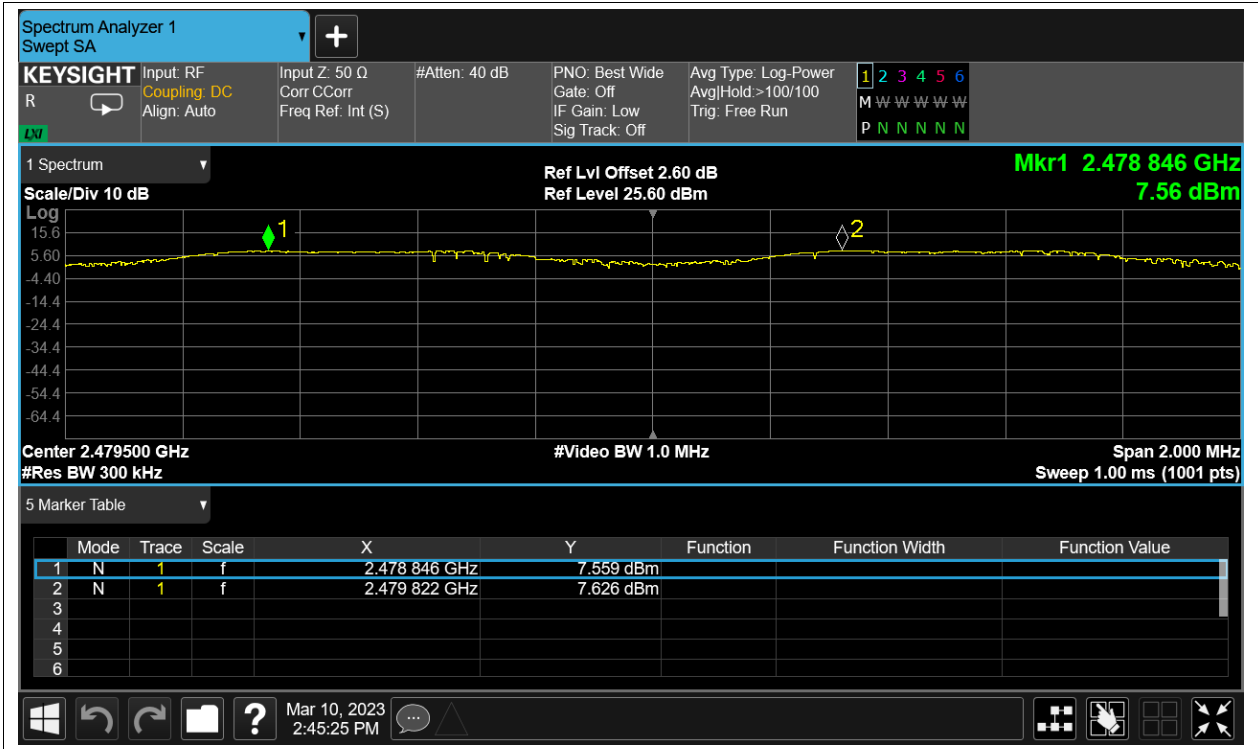 Spectrum Analyzer 1
Swept SA
KEYSIGHT
R
LXI
Input: RF
Coupling: DC
Align: Auto
Input Z: 50 Ω
Corr CCorr
Freq Ref: Int (S)
#Atten: 40 dB
PNO: Best Wide
Gate: Off
IF Gain: Low
Sig Track: Off
Avg Type: Log-Power
Avg|Hold:>100/100
Trig: Free Run
1 2 3 4 5 6
M W W W W W
P N N N N N
1 Spectrum
Scale/Div 10 dB
Ref Lvl Offset 2.60 dB
Ref Level 25.60 dBm
Mkr1 2.478 846 GHz
7.56 dBm
Log
15.6
5.60
-4.40
-14.4
-24.4
-34.4
-44.4
-54.4
-64.4
1
2
Center 2.479500 GHz
#Video BW 1.0 MHz
Span 2.000 MHz
#Res BW 300 kHz
Sweep 1.00 ms (1001 pts)
5 Marker Table
Mode Trace Scale X Y Function Function Width Function Value
1 N 1 f 2.478 846 GHz 7.559 dBm
2 N 1 f 2.479 822 GHz 7.626 dBm
3
4
5
6
?
Mar 10, 2023
2:45:25 PM